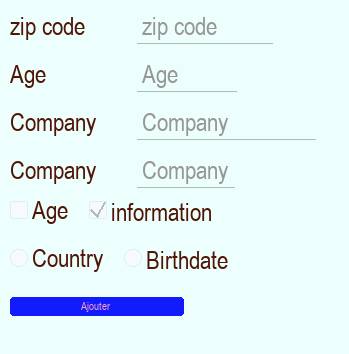 zip code zip code
Age Age
Company Company
Company Company
Age information
Country Birthdate
Ajouter